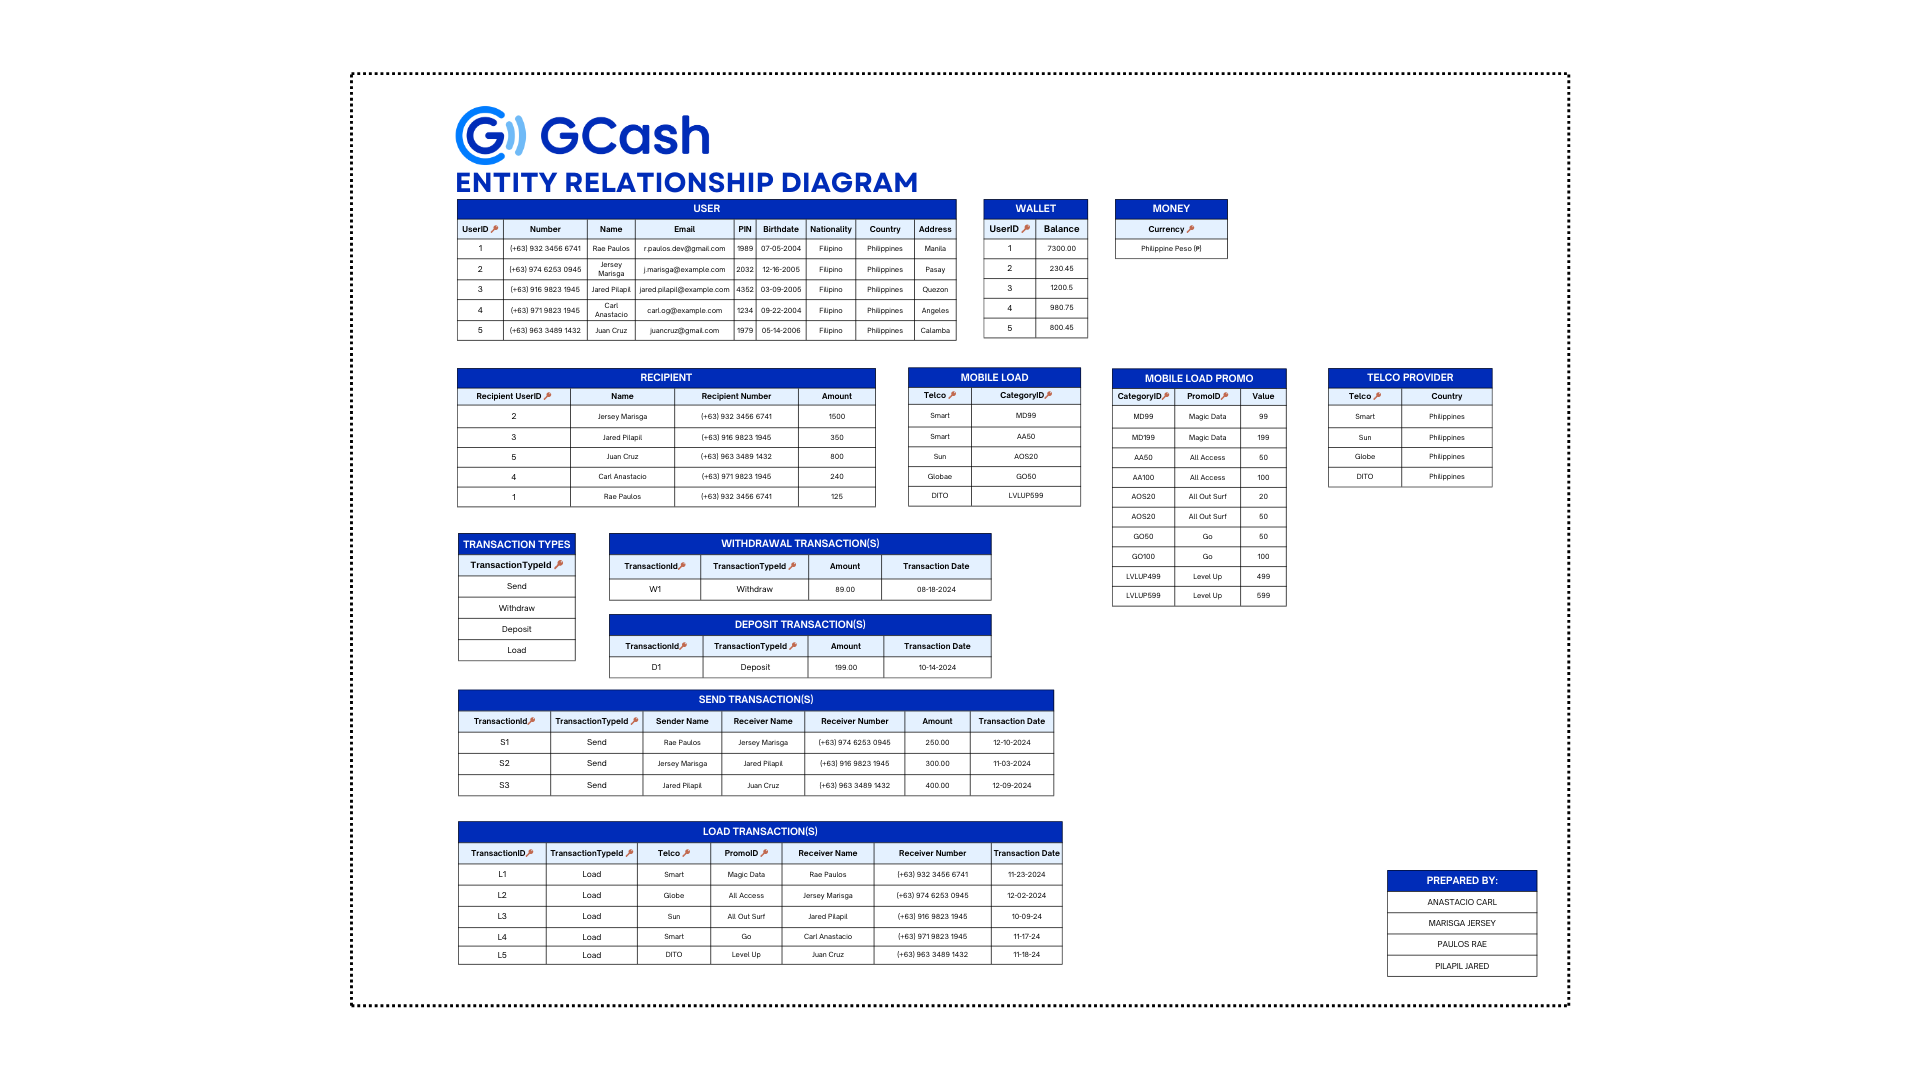 GCash
ENTITY RELATIONSHIP DIAGRAM
USER
UserID Number Name Email PIN Birthdate Nationality Country Address
1 (+63) 932 3456 6741 Rae Paulos r.paulos.dev@gmail.com 1989 07-05-2004 Filipino Philippines Manila
2 (+63) 974 6253 0945 Jersey Marisga j.marisga@example.com 2032 12-16-2005 Filipino Philippines Pasay
3 (+63) 916 9823 1945 Jared Pilapil jared.pilapil@example.com 4352 03-09-2005 Filipino Philippines Quezon
4 (+63) 971 9823 1945 Carl Anastacio carl.og@example.com 1234 09-22-2004 Filipino Philippines Angeles
5 (+63) 963 3489 1432 Juan Cruz juancruz@gmail.com 1979 05-14-2006 Filipino Philippines Calamba
WALLET
UserID Balance
1 7300.00
2 230.45
3 1200.5
4 980.75
5 800.45
MONEY
Currency
Philippine Peso (₱)
RECIPIENT
Recipient UserID Name Recipient Number Amount
2 Jersey Marisga (+63) 932 3456 6741 1500
3 Jared Pilapil (+63) 916 9823 1945 350
5 Juan Cruz (+63) 963 3489 1432 800
4 Carl Anastacio (+63) 971 9823 1945 240
1 Rae Paulos (+63) 932 3456 6741 125
MOBILE LOAD
Telco CategoryID
Smart MD99
Smart AA50
Sun AOS20
Globae GO50
DITO LVLUP599
MOBILE LOAD PROMO
CategoryID PromoID Value
MD99 Magic Data 99
MD199 Magic Data 199
AA50 All Access 50
AA100 All Access 100
AOS20 All Out Surf 20
AOS20 All Out Surf 50
GO50 Go 50
GO100 Go 100
LVLUP499 Level Up 499
LVLUP599 Level Up 599
TELCO PROVIDER
Telco Country
Smart Philippines
Sun Philippines
Globe Philippines
DITO Philippines
TRANSACTION TYPES
TransactionTypeId
Send
Withdraw
Deposit
Load
WITHDRAWAL TRANSACTION(S)
TransactionId TransactionTypeId Amount Transaction Date
W1 Withdraw 89.00 08-18-2024
DEPOSIT TRANSACTION(S)
TransactionId TransactionTypeId Amount Transaction Date
D1 Deposit 199.00 10-14-2024
SEND TRANSACTION(S)
TransactionId TransactionTypeId Sender Name Receiver Name Receiver Number Amount Transaction Date
S1 Send Rae Paulos Jersey Marisga (+63) 974 6253 0945 250.00 12-10-2024
S2 Send Jersey Marisga Jared Pilapil (+63) 916 9823 1945 300.00 11-03-2024
S3 Send Jared Pilapil Juan Cruz (+63) 963 3489 1432 400.00 12-09-2024
LOAD TRANSACTION(S)
TransactionID TransactionTypeId Telco PromoID Receiver Name Receiver Number Transaction Date
L1 Load Smart Magic Data Rae Paulos (+63) 932 3456 6741 11-23-2024
L2 Load Globe All Access Jersey Marisga (+63) 974 6253 0945 12-02-2024
L3 Load Sun All Out Surf Jared Pilapil (+63) 916 9823 1945 10-09-24
L4 Load Smart Go Carl Anastacio (+63) 971 9823 1945 11-17-24
L5 Load DITO Level Up Juan Cruz (+63) 963 3489 1432 11-18-24
PREPARED BY:
ANASTACIO CARL
MARISGA JERSEY
PAULOS RAE
PILAPIL JARED